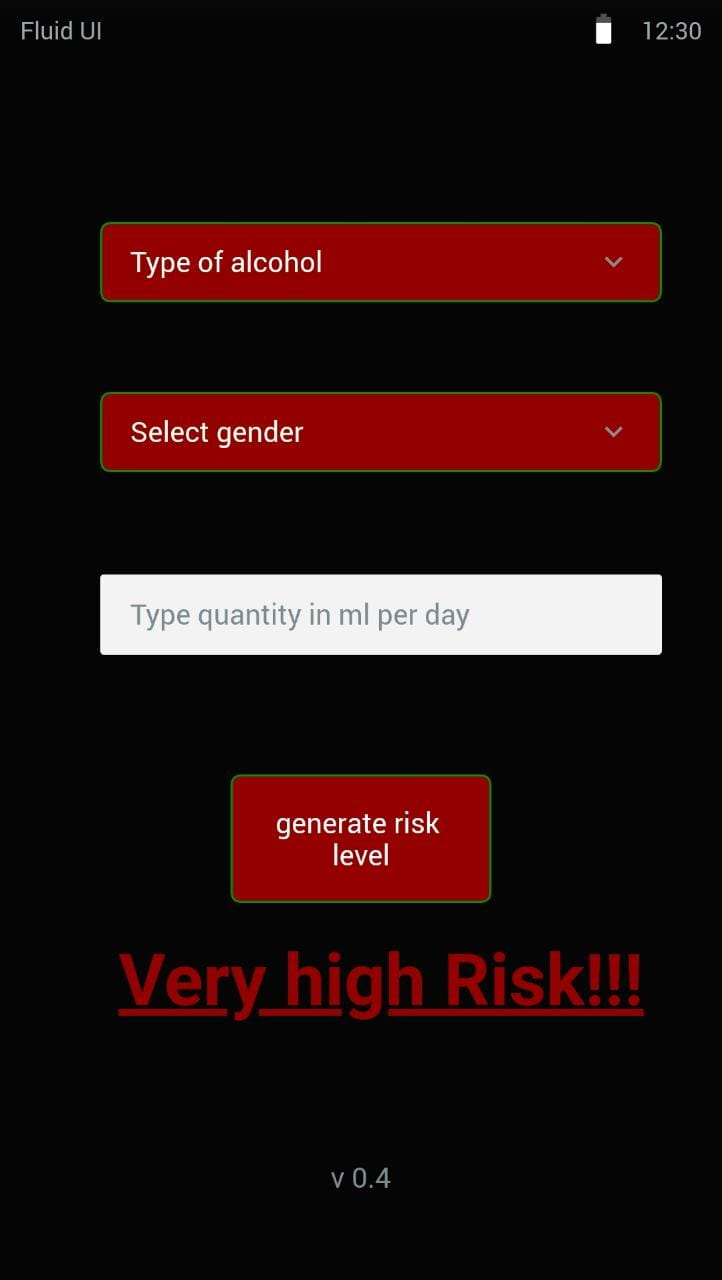 Fluid UI 12:30
Type of alcohol
Select gender
Type quantity in ml per day
generate risk
level
Very high Risk!!!
v 0.4